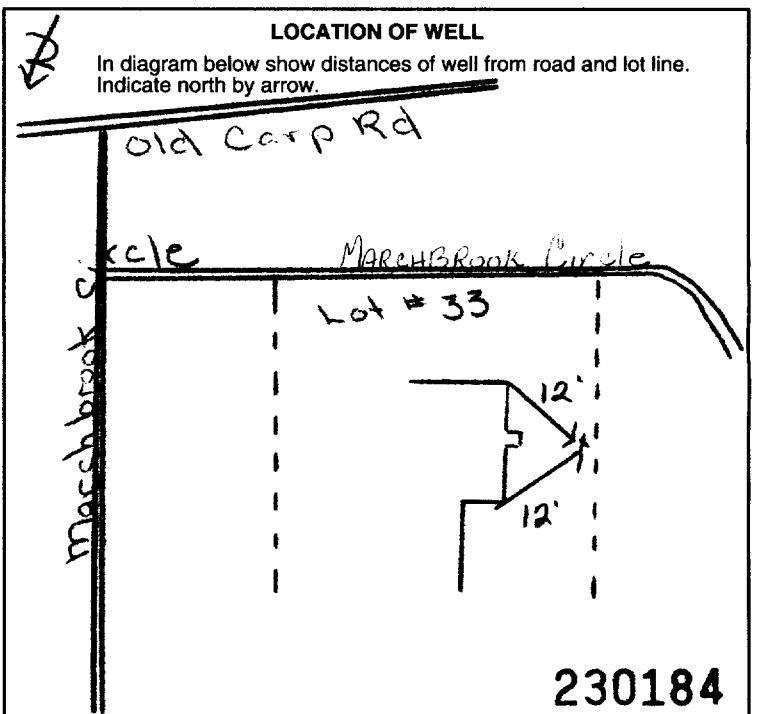 LOCATION OF WELL
In diagram below show distances of well from road and lot line.
Indicate north by arrow.
N
Old Carp Rd
Marchbrook Circle
MARCHBROOK Circle
Lot # 33
12'
12'
230184